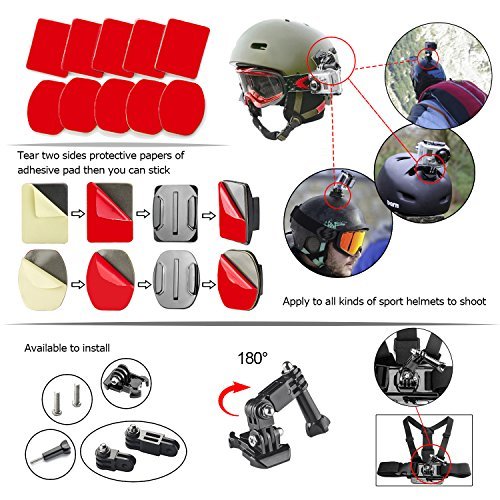 Tear two sides protective papers of
adhesive pad then you can stick
bern
Apply to all kinds of sport helmets to shoot
Available to install
180°